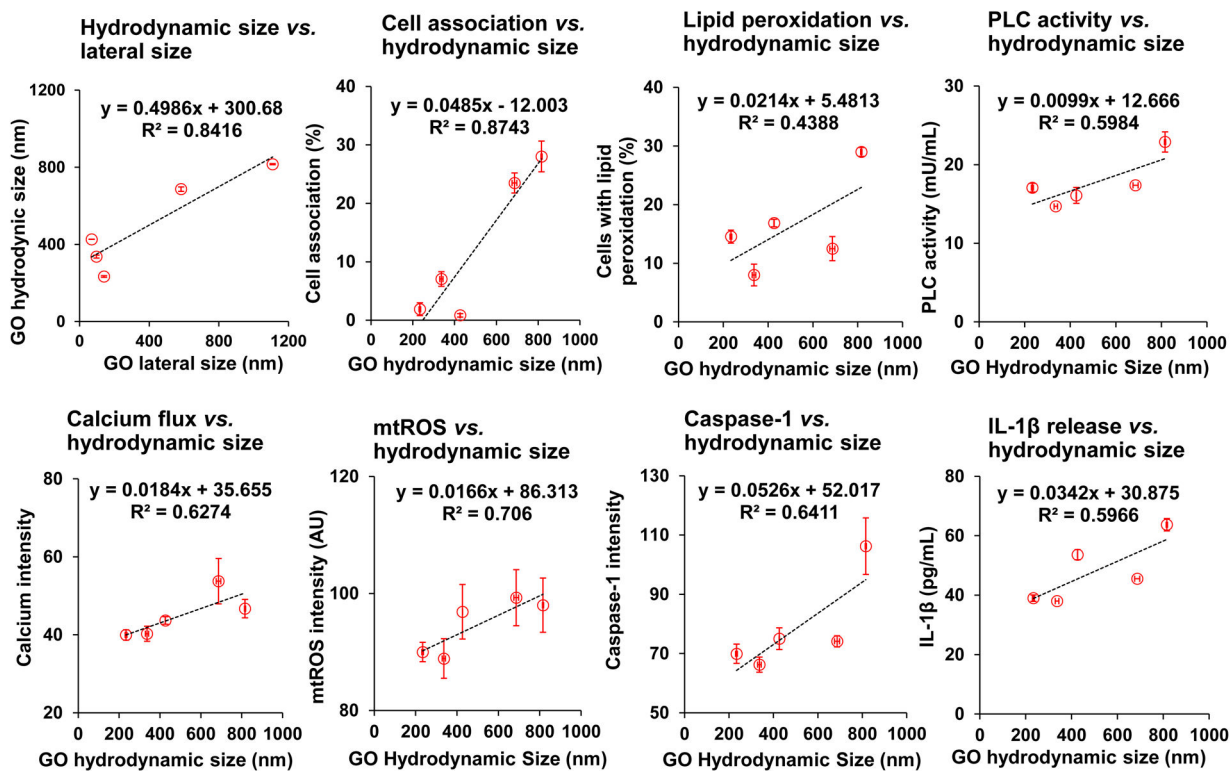 Hydrodynamic size vs.
lateral size
y = 0.4986x + 300.68
R² = 0.8416
GO hydrodynic size (nm)
1200
800
400
0
0 400 800 1200
GO lateral size (nm)
Cell association vs.
hydrodynamic size
y = 0.0485x - 12.003
R² = 0.8743
Cell association (%)
40
30
20
10
0
0 200 400 600 800 1000
GO hydrodynamic size (nm)
Lipid peroxidation vs.
hydrodynamic size
y = 0.0214x + 5.4813
R² = 0.4388
Cells with lipid
peroxidation (%)
40
30
20
10
0
0 200 400 600 800 1000
GO hydrodynamic size (nm)
PLC activity vs.
hydrodynamic size
y = 0.0099x + 12.666
R² = 0.5984
PLC activity (mU/mL)
30
20
10
0
0 200 400 600 800 1000
GO Hydrodynamic Size (nm)
Calcium flux vs.
hydrodynamic size
y = 0.0184x + 35.655
R² = 0.6274
Calcium intensity
80
60
40
20
0 200 400 600 800 1000
GO hydrodynamic size (nm)
mtROS vs.
hydrodynamic size
y = 0.0166x + 86.313
R² = 0.706
mtROS intensity (AU)
120
100
80
0 200 400 600 800 1000
GO Hydrodynamic Size (nm)
Caspase-1 vs.
hydrodynamic size
y = 0.0526x + 52.017
R² = 0.6411
Caspase-1 intensity
130
110
90
70
50
0 200 400 600 800 1000
GO Hydrodynamic Size (nm)
IL-1β release vs.
hydrodynamic size
y = 0.0342x + 30.875
R² = 0.5966
IL-1β (pg/mL)
80
60
40
20
0
0 200 400 600 800 1000
GO hydrodynamic size (nm)